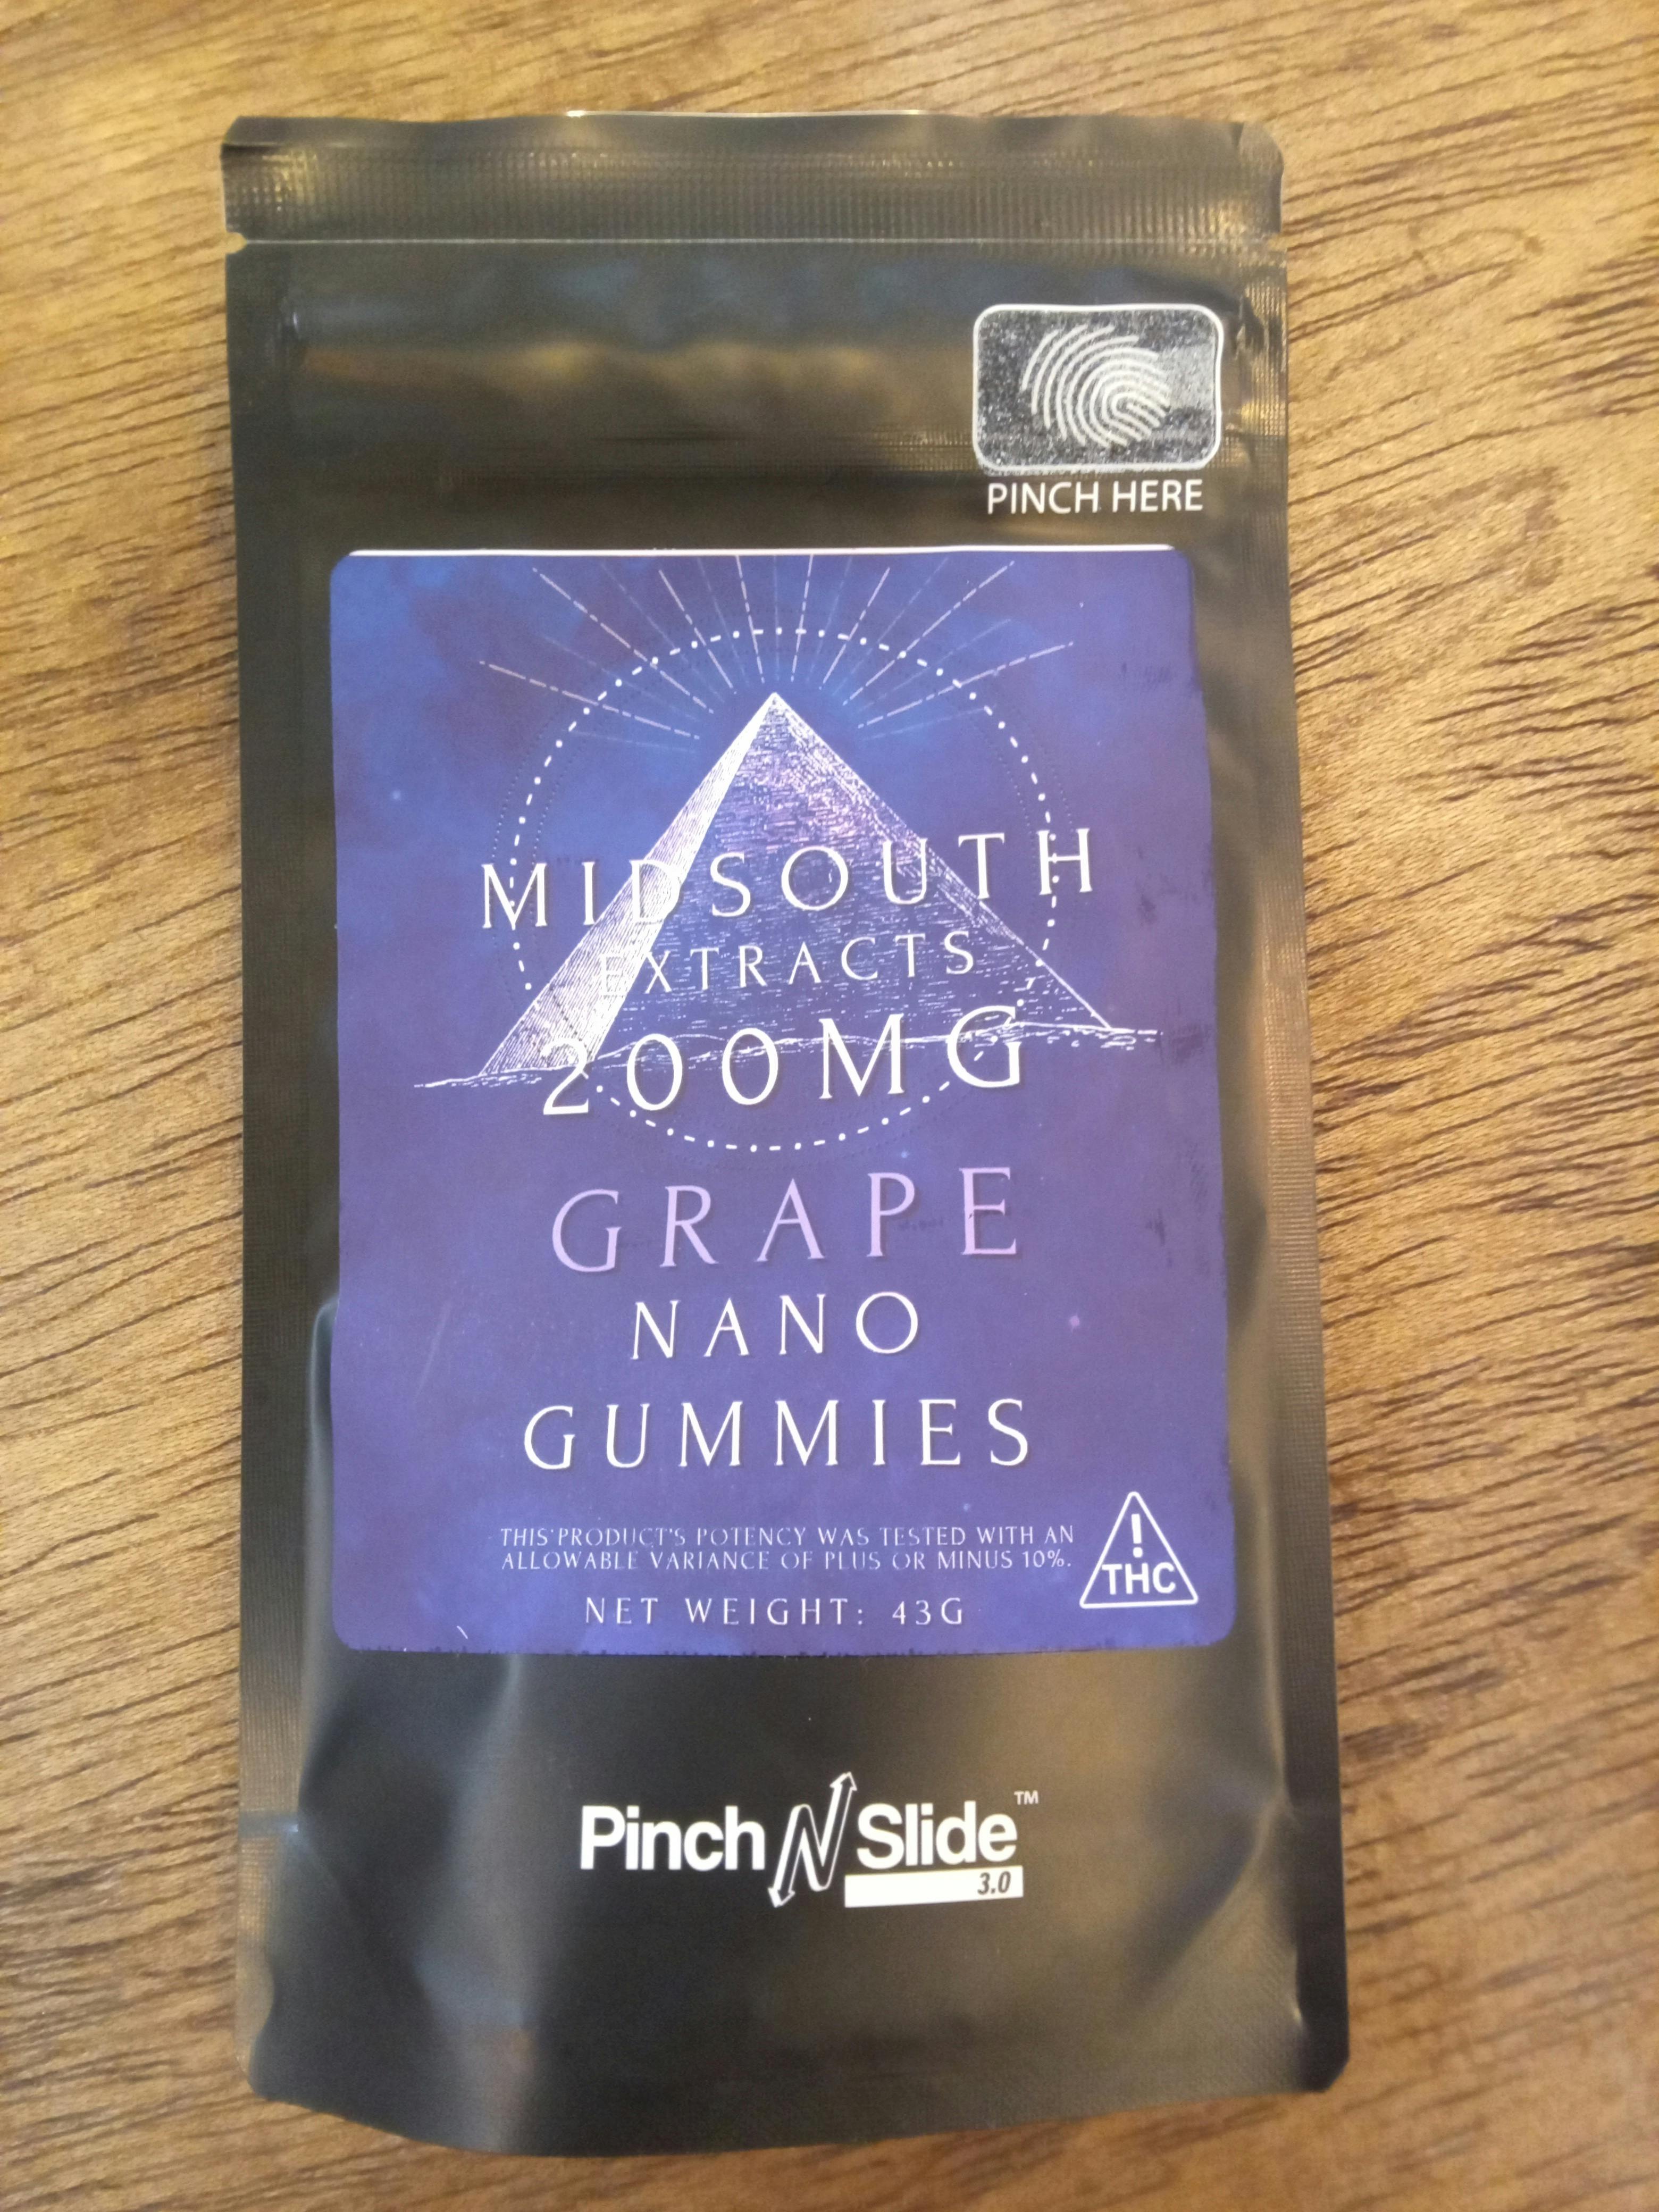 PINCH HERE
MIDSOUTH
EXTRACTS
200MG
GRAPE
NANO
GUMMIES
THIS PRODUCT'S POTENCY WAS TESTED WITH AN
ALLOWABLE VARIANCE OF PLUS OR MINUS 10%.
! THC
NET WEIGHT: 43G
Pinch N Slide™
3.0